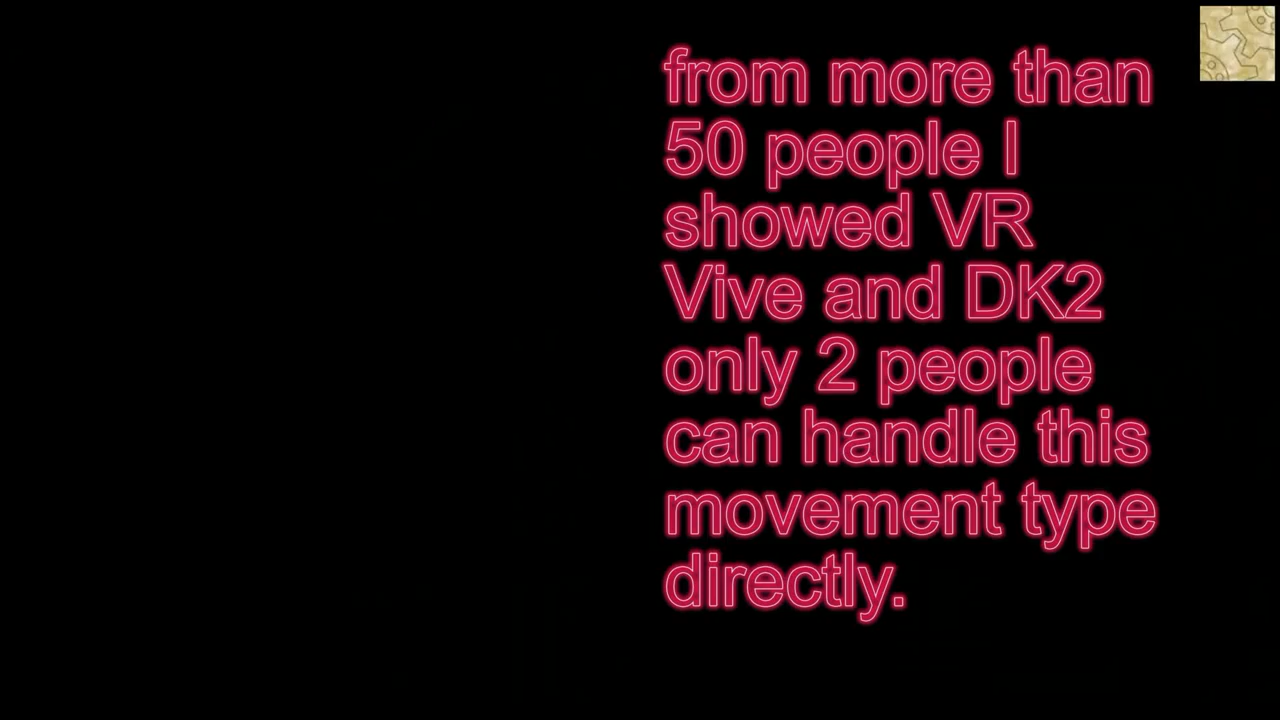 from more than
50 people I
showed VR
Vive and DK2
only 2 people
can handle this
movement type
directly.